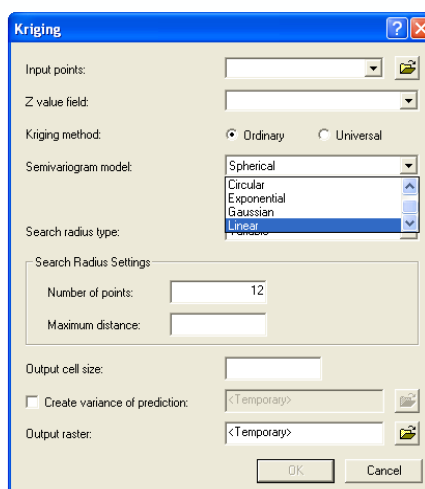 Kriging
Input points:
Z value field:
Kriging method: Ordinary Universal
Semivariogram model: Spherical
Circular
Exponential
Gaussian
Linear
Search radius type:
Search Radius Settings
Number of points: 12
Maximum distance:
Output cell size:
Create variance of prediction: <Temporary>
Output raster: <Temporary>
OK Cancel